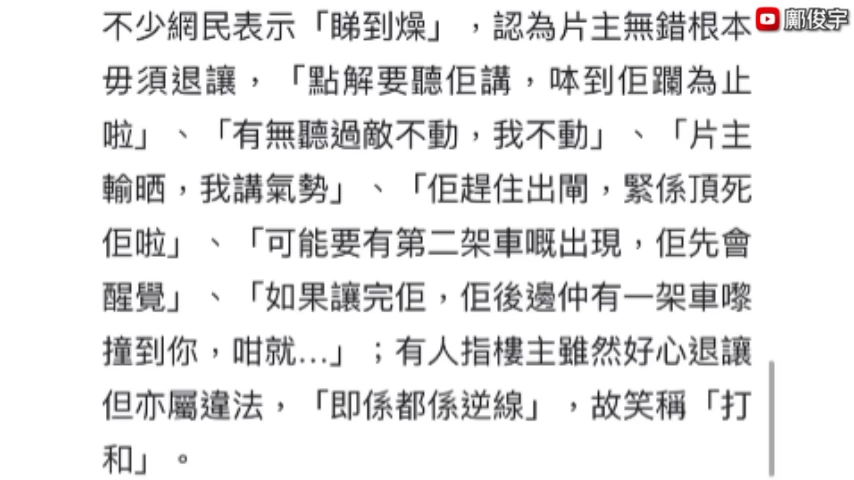 不少網民表示「睇到燥」，認為片主無錯根本
毋須退讓，「點解要聽佢講，呠到佢躝為止
啦」、「有無聽過敵不動，我不動」、「片主
輸晒，我講氣勢」、「佢趕住出閘，緊係頂死
佢啦」、「可能要有第二架車嘅出現，佢先會
醒覺」、「如果讓完佢，佢後邊仲有一架車嚟
撞到你，咁就...」；有人指樓主雖然好心退讓
但亦屬違法，「即係都係逆線」，故笑稱「打
和」。
鄺俊宇